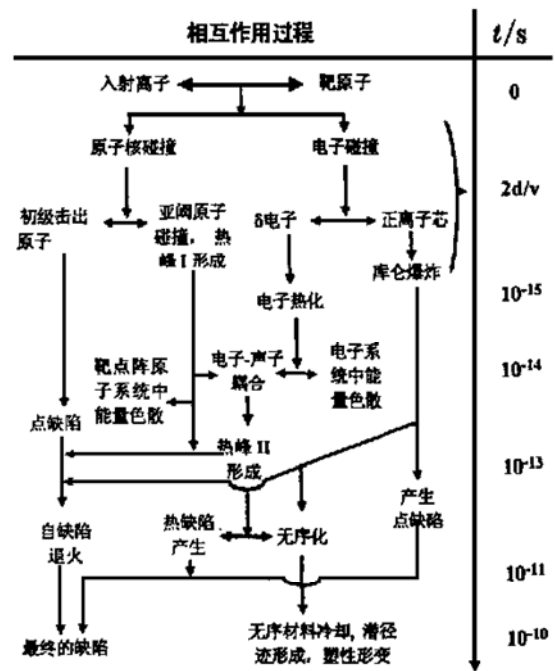 相互作用过程
t/s
入射离子
靶原子
0
原子核碰撞
电子碰撞
2d/v
初级击出
原子
亚阈原子
碰撞, 热
峰 I 形成
δ电子
正离子芯
库仑爆炸
电子热化
10⁻¹⁵
靶点阵原
子系统中
能量色散
电子-声子
耦合
电子系
统中能
量色散
10⁻¹⁴
点缺陷
热峰 II
形成
10⁻¹³
产生
点缺陷
自缺陷
退火
热缺陷
产生
无序化
10⁻¹¹
最终的缺陷
无序材料冷却, 潜径
迹形成, 塑性形变
10⁻¹⁰